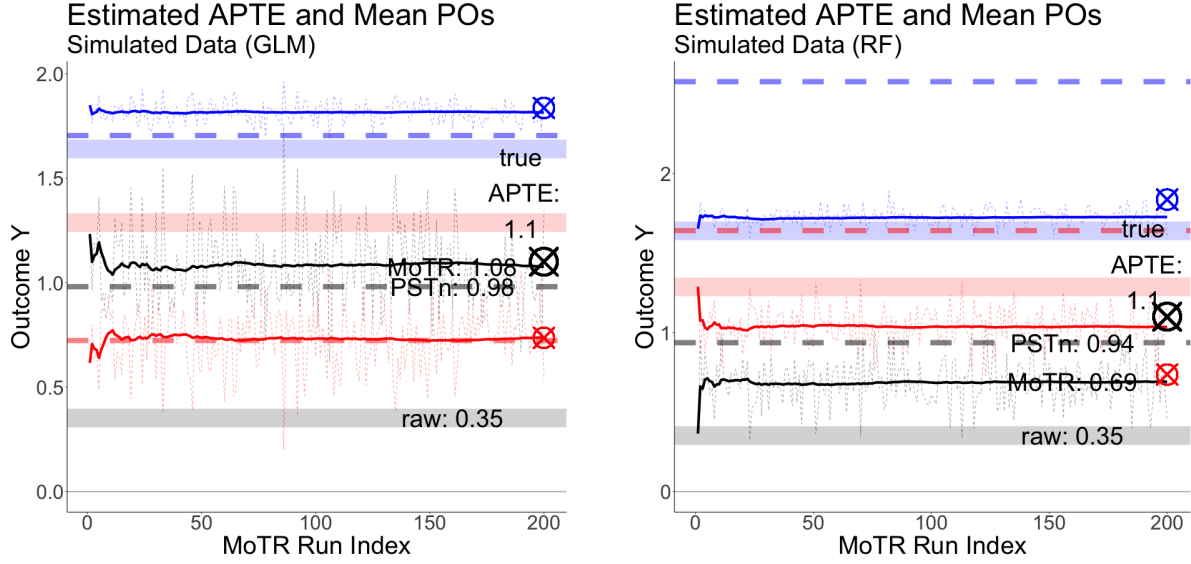 Estimated APTE and Mean POs
Simulated Data (GLM)
2.0
1.5
1.0
0.5
0.0
Outcome Y
true
APTE:
1.1
MoTR: 1.08
PSTn: 0.98
raw: 0.35
0
50
100
150
200
MoTR Run Index
Estimated APTE and Mean POs
Simulated Data (RF)
2
1
0
Outcome Y
true
APTE:
1.1
PSTn: 0.94
MoTR: 0.69
raw: 0.35
0
50
100
150
200
MoTR Run Index